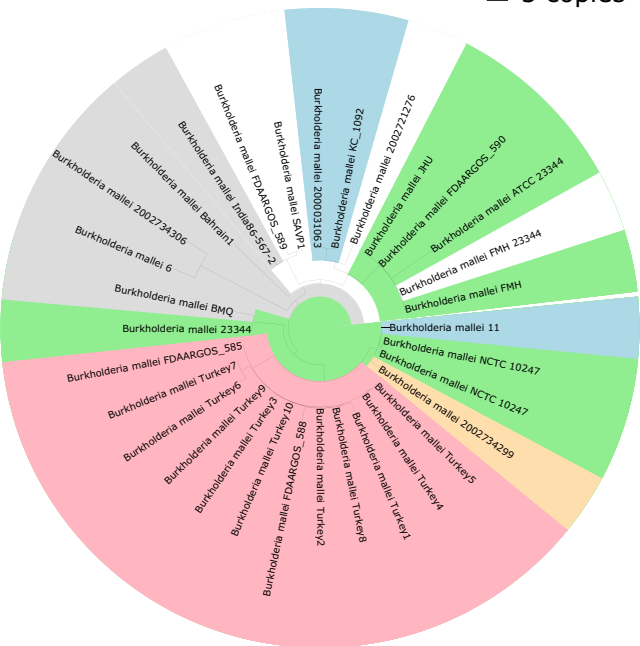 Burkholderia mallei FDAARGOS_589
Burkholderia mallei SAVP1
Burkholderia mallei 2000031063
Burkholderia mallei KC_1092
Burkholderia mallei 2002721276
Burkholderia mallei JHU
Burkholderia mallei FDAARGOS_590
Burkholderia mallei ATCC 23344
Burkholderia mallei FMH 23344
Burkholderia mallei FMH
Burkholderia mallei 11
Burkholderia mallei NCTC 10247
Burkholderia mallei NCTC 10247
Burkholderia mallei 2002734299
Burkholderia mallei Turkey5
Burkholderia mallei Turkey4
Burkholderia mallei Turkey1
Burkholderia mallei Turkey8
Burkholderia mallei Turkey2
Burkholderia mallei FDAARGOS_588
Burkholderia mallei Turkey10
Burkholderia mallei Turkey3
Burkholderia mallei Turkey9
Burkholderia mallei Turkey6
Burkholderia mallei Turkey7
Burkholderia mallei FDAARGOS_585
Burkholderia mallei 23344
Burkholderia mallei BMQ
Burkholderia mallei 6
Burkholderia mallei 2002734306
Burkholderia mallei Bahrain1
Burkholderia mallei India86-567-2